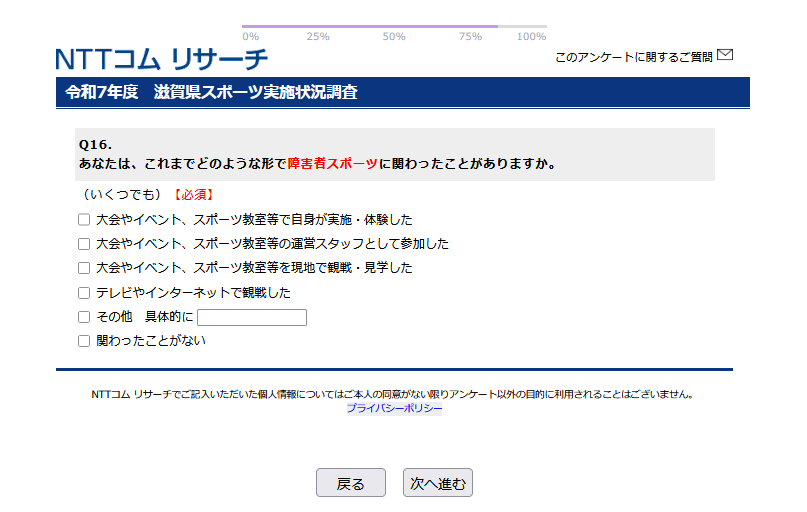 0% 25% 50% 75% 100%
NTTコム リサーチ
このアンケートに関するご質問
令和7年度　滋賀県スポーツ実施状況調査
Q16.
あなたは、これまでどのような形で障害者スポーツに関わったことがありますか。
（いくつでも）【必須】
大会やイベント、スポーツ教室等で自身が実施・体験した
大会やイベント、スポーツ教室等の運営スタッフとして参加した
大会やイベント、スポーツ教室等を現地で観戦・見学した
テレビやインターネットで観戦した
その他　具体的に
関わったことがない
NTTコム リサーチでご記入いただいた個人情報についてはご本人の同意がない限りアンケート以外の目的に利用されることはございません。
プライバシーポリシー
戻る 次へ進む